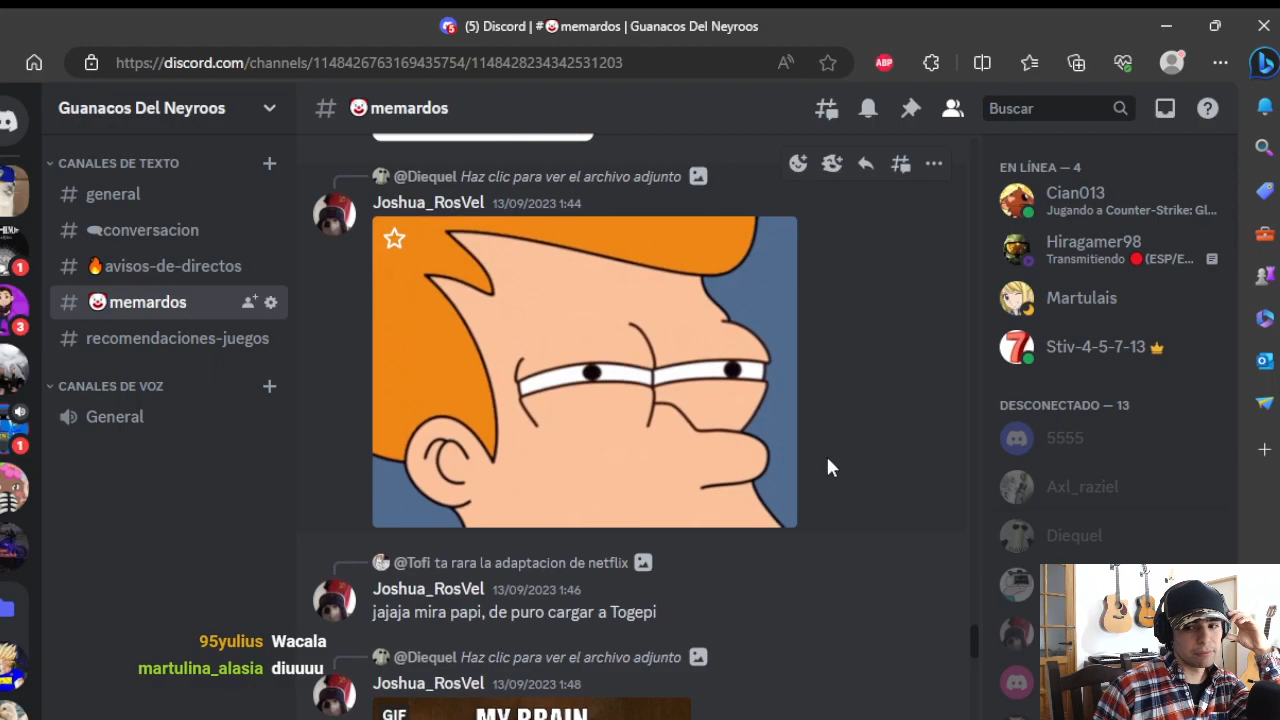 (5) Discord | #🤡memardos | Guanacos Del Neyroos
https://discord.com/channels/1148426763169435754/1148428234342531203
ABP
Guanacos Del Neyroos
CANALES DE TEXTO
general
🗨conversacion
🔥avisos-de-directos
🤡memardos
recomendaciones-juegos
CANALES DE VOZ
General
🤡memardos
Buscar
@Diequel Haz clic para ver el archivo adjunto
Joshua_RosVel 13/09/2023 1:44
@Tofi ta rara la adaptacion de netflix
Joshua_RosVel 13/09/2023 1:46
jajaja mira papi, de puro cargar a Togepi
@Diequel Haz clic para ver el archivo adjunto
Joshua_RosVel 13/09/2023 1:48
GIF MY BRAIN
EN LÍNEA — 4
Cian013
Jugando a Counter-Strike: Gl...
Hiragamer98
Transmitiendo 🔴(ESP/E...
Martulais
Stiv-4-5-7-13
DESCONECTADO — 13
5555
Axl_raziel
Diequel
1
3
1
95yulius Wacala
martulina_alasia diuuuu